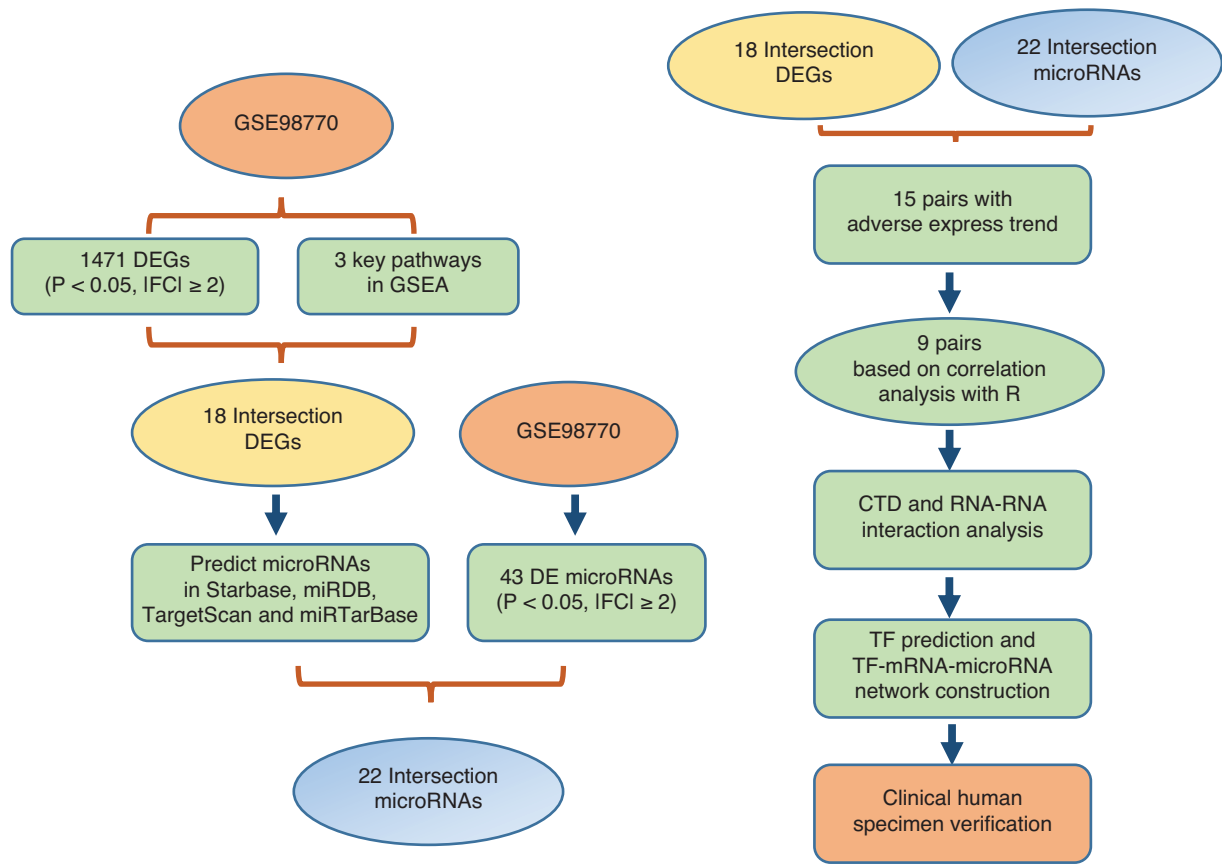 GSE98770
1471 DEGs
(P < 0.05, |FC| ≥ 2)
3 key pathways
in GSEA
18 Intersection
DEGs
GSE98770
Predict microRNAs
in Starbase, miRDB,
TargetScan and miRTarBase
43 DE microRNAs
(P < 0.05, |FC| ≥ 2)
22 Intersection
microRNAs
18 Intersection
DEGs
22 Intersection
microRNAs
15 pairs with
adverse express trend
9 pairs
based on correlation
analysis with R
CTD and RNA-RNA
interaction analysis
TF prediction and
TF-mRNA-microRNA
network construction
Clinical human
specimen verification